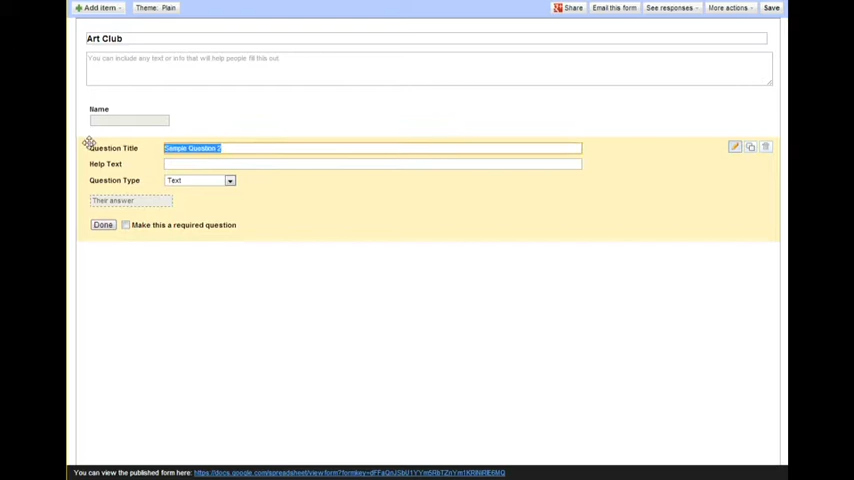 Add item
Theme: Plain
Share
Email this form
See responses
More actions
Save
Art Club
You can include any text or info that will help people fill this out
Name
Question Title
Sample Question 2
Help Text
Question Type
Text
Their answer
Done
Make this a required question
You can view the published form here: